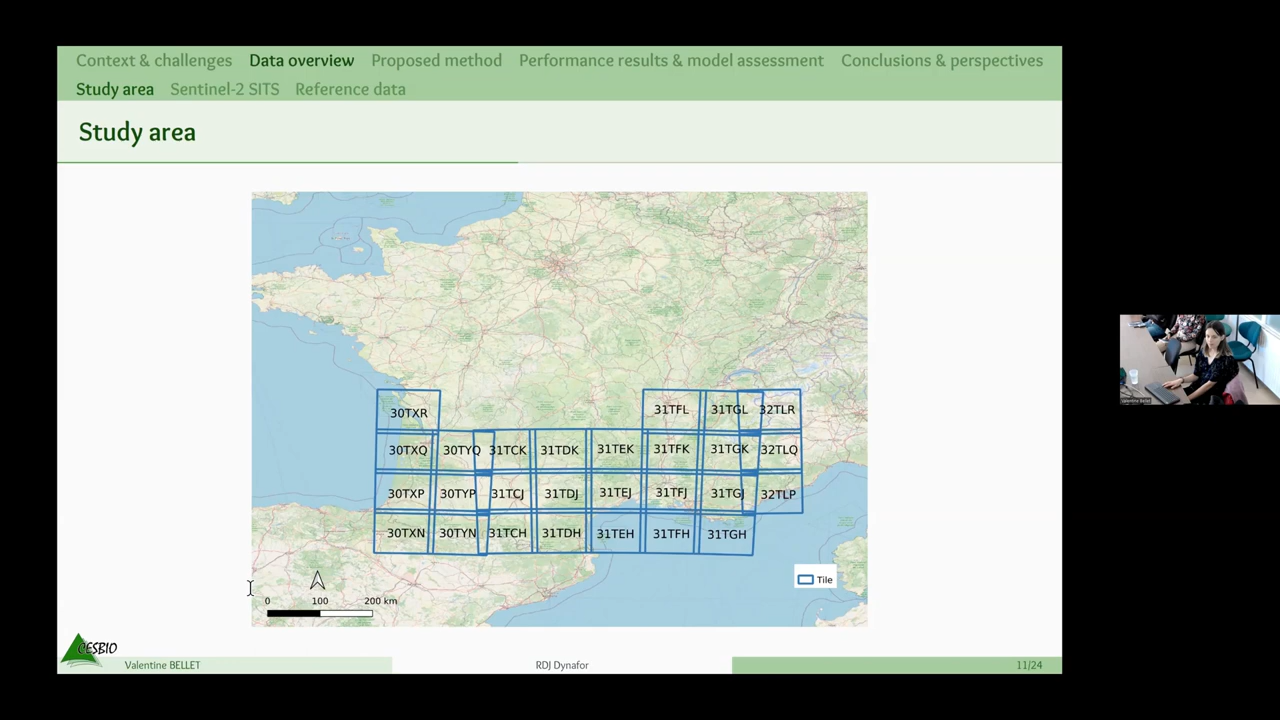 Context & challenges Data overview Proposed method Performance results & model assessment Conclusions & perspectives
Study area Sentinel-2 SITS Reference data
Study area
30TXR 31TFL 31TGL 32TLR
30TXQ 30TYQ 31TCK 31TDK 31TEK 31TFK 31TGK 32TLQ
30TXP 30TYP 31TCJ 31TDJ 31TEJ 31TFJ 31TGJ 32TLP
30TXN 30TYN 31TCH 31TDH 31TEH 31TFH 31TGH
Tile
0 100 200 km
CESBIO
Valentine BELLET RDJ Dynafor 11/24
Valentine Bellet